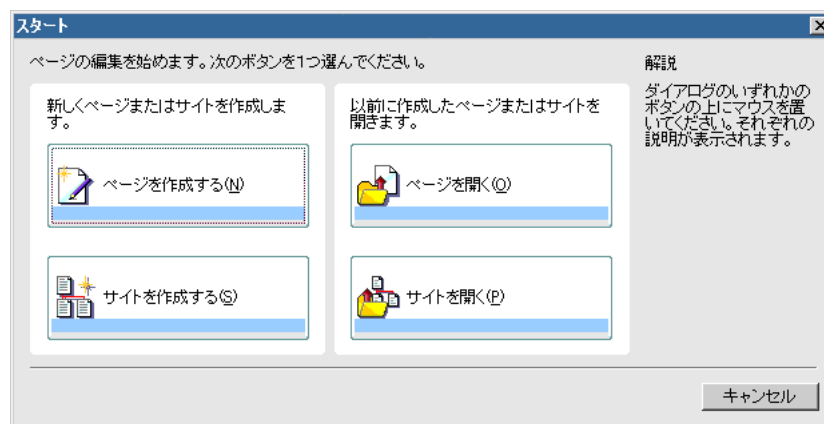 スタート
ページの編集を始めます。次のボタンを1つ選んでください。
新しくページまたはサイトを作成しま
す。
ページを作成する(N)
サイトを作成する(S)
以前に作成したページまたはサイトを
開きます。
ページを開く(O)
サイトを開く(P)
解説
ダイアログのいずれかの
ボタンの上にマウスを置
いてください。それぞれの
説明が表示されます。
キャンセル